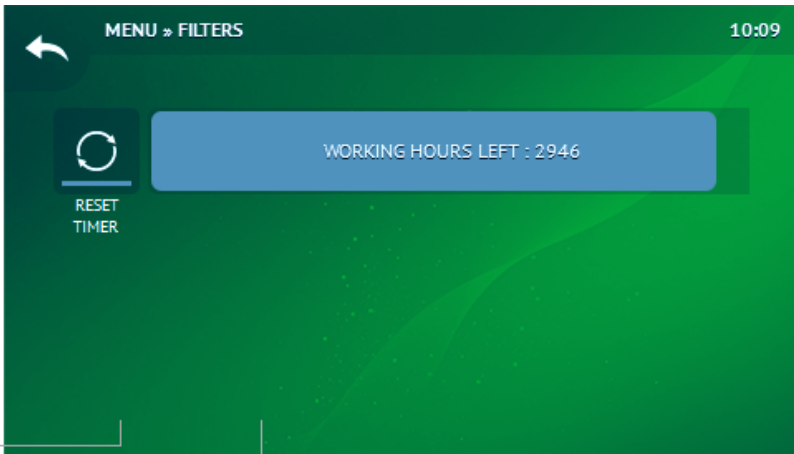 MENU » FILTERS
10:09
WORKING HOURS LEFT : 2946
RESET
TIMER